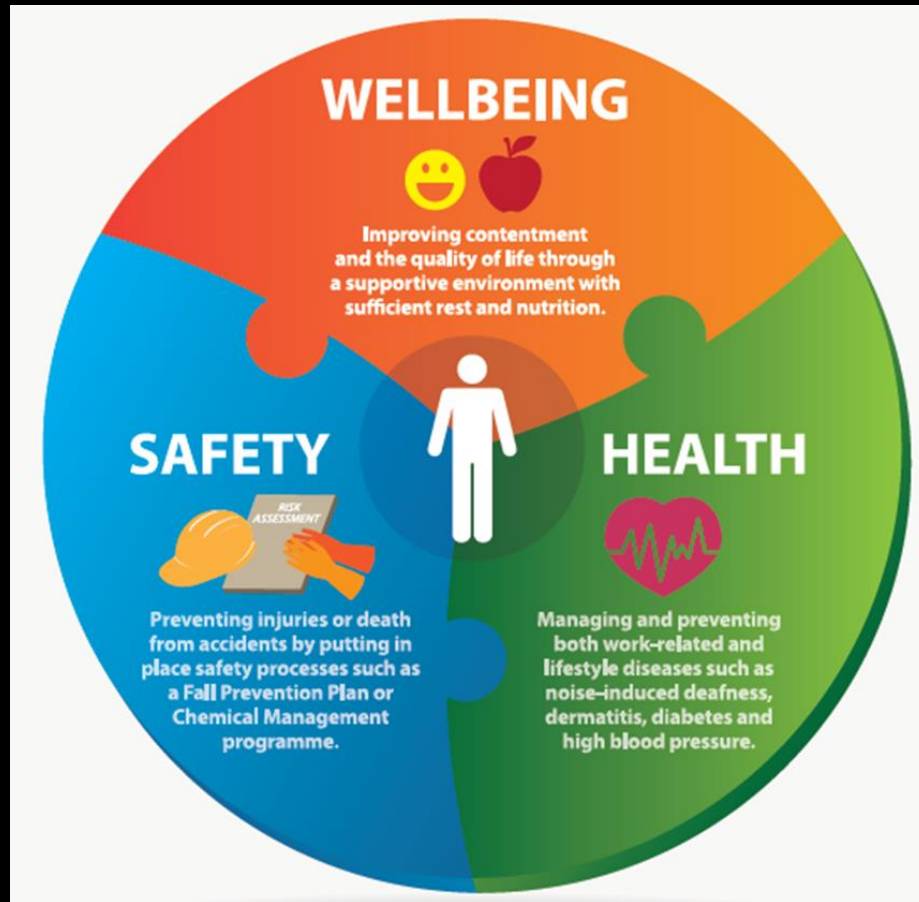 WELLBEING
Improving contentment
and the quality of life through
a supportive environment with
sufficient rest and nutrition.
SAFETY
RISK
ASSESSMENT
Preventing injuries or death
from accidents by putting in
place safety processes such as
a Fall Prevention Plan or
Chemical Management
programme.
HEALTH
Managing and preventing
both work-related and
lifestyle diseases such as
noise-induced deafness,
dermatitis, diabetes and
high blood pressure.